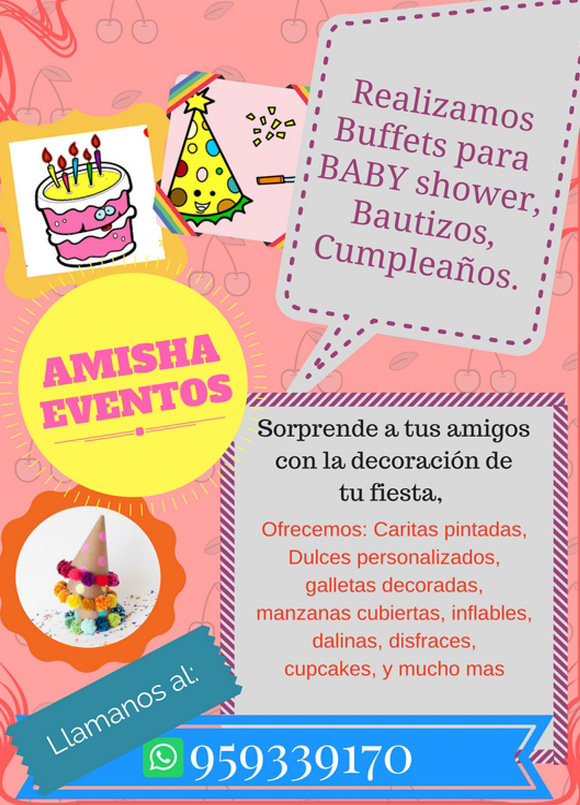 Realizamos
Buffets para
BABY shower,
Bautizos,
Cumpleaños.
AMISHA
EVENTOS
Sorprende a tus amigos
con la decoración de
tu fiesta,
Ofrecemos: Caritas pintadas,
Dulces personalizados,
galletas decoradas,
manzanas cubiertas, inflables,
dalinas, disfraces,
cupcakes, y mucho mas
Llamanos al:
959339170